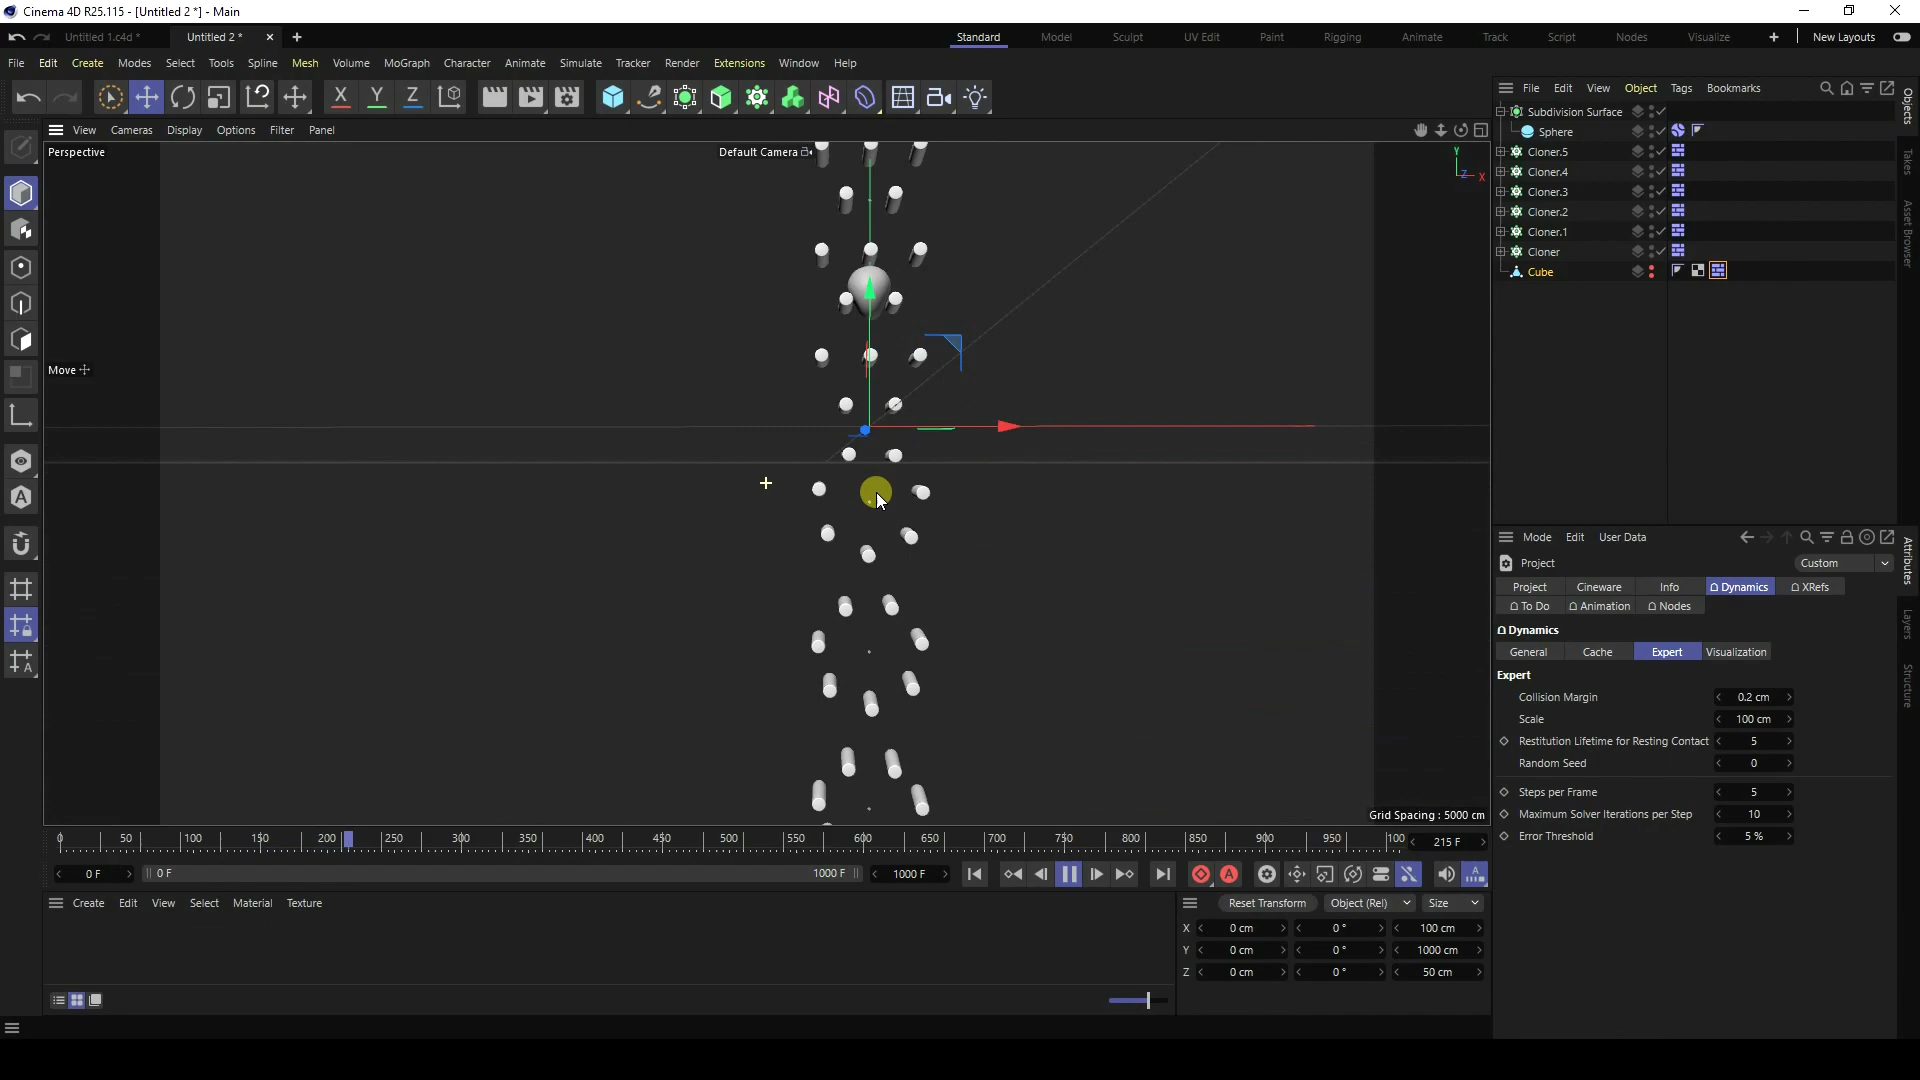 Cinema 4D R25.115 - [Untitled 2 *] - Main
Untitled 1.c4d *
Untitled 2 *
Standard
Model
Sculpt
UV Edit
Paint
Rigging
Animate
Track
Script
Nodes
Visualize
New Layouts
File
Edit
Create
Modes
Select
Tools
Spline
Mesh
Volume
MoGraph
Character
Animate
Simulate
Tracker
Render
Extensions
Window
Help
X
Y
Z
View
Cameras
Display
Options
Filter
Panel
Perspective
Default Camera
Y
Z
X
Move
Grid Spacing : 5000 cm
File
Edit
View
Object
Tags
Bookmarks
Subdivision Surface
Sphere
Cloner.5
Cloner.4
Cloner.3
Cloner.2
Cloner.1
Cloner
Cube
Objects
Takes
Asset Browser
Mode
Edit
User Data
Project
Custom
Project
Cineware
Info
Dynamics
XRefs
To Do
Animation
Nodes
Dynamics
General
Cache
Expert
Visualization
Expert
Collision Margin
0.2 cm
Scale
100 cm
Restitution Lifetime for Resting Contact
5
Random Seed
0
Steps per Frame
5
Maximum Solver Iterations per Step
10
Error Threshold
5 %
Attributes
Layers
Structure
0
50
100
150
200
250
300
350
400
450
500
550
600
650
700
750
800
850
900
950
100
215 F
0 F
0 F
1000 F
1000 F
Create
Edit
View
Select
Material
Texture
Reset Transform
Object (Rel)
Size
X
0 cm
0 °
100 cm
Y
0 cm
0 °
1000 cm
Z
0 cm
0 °
50 cm